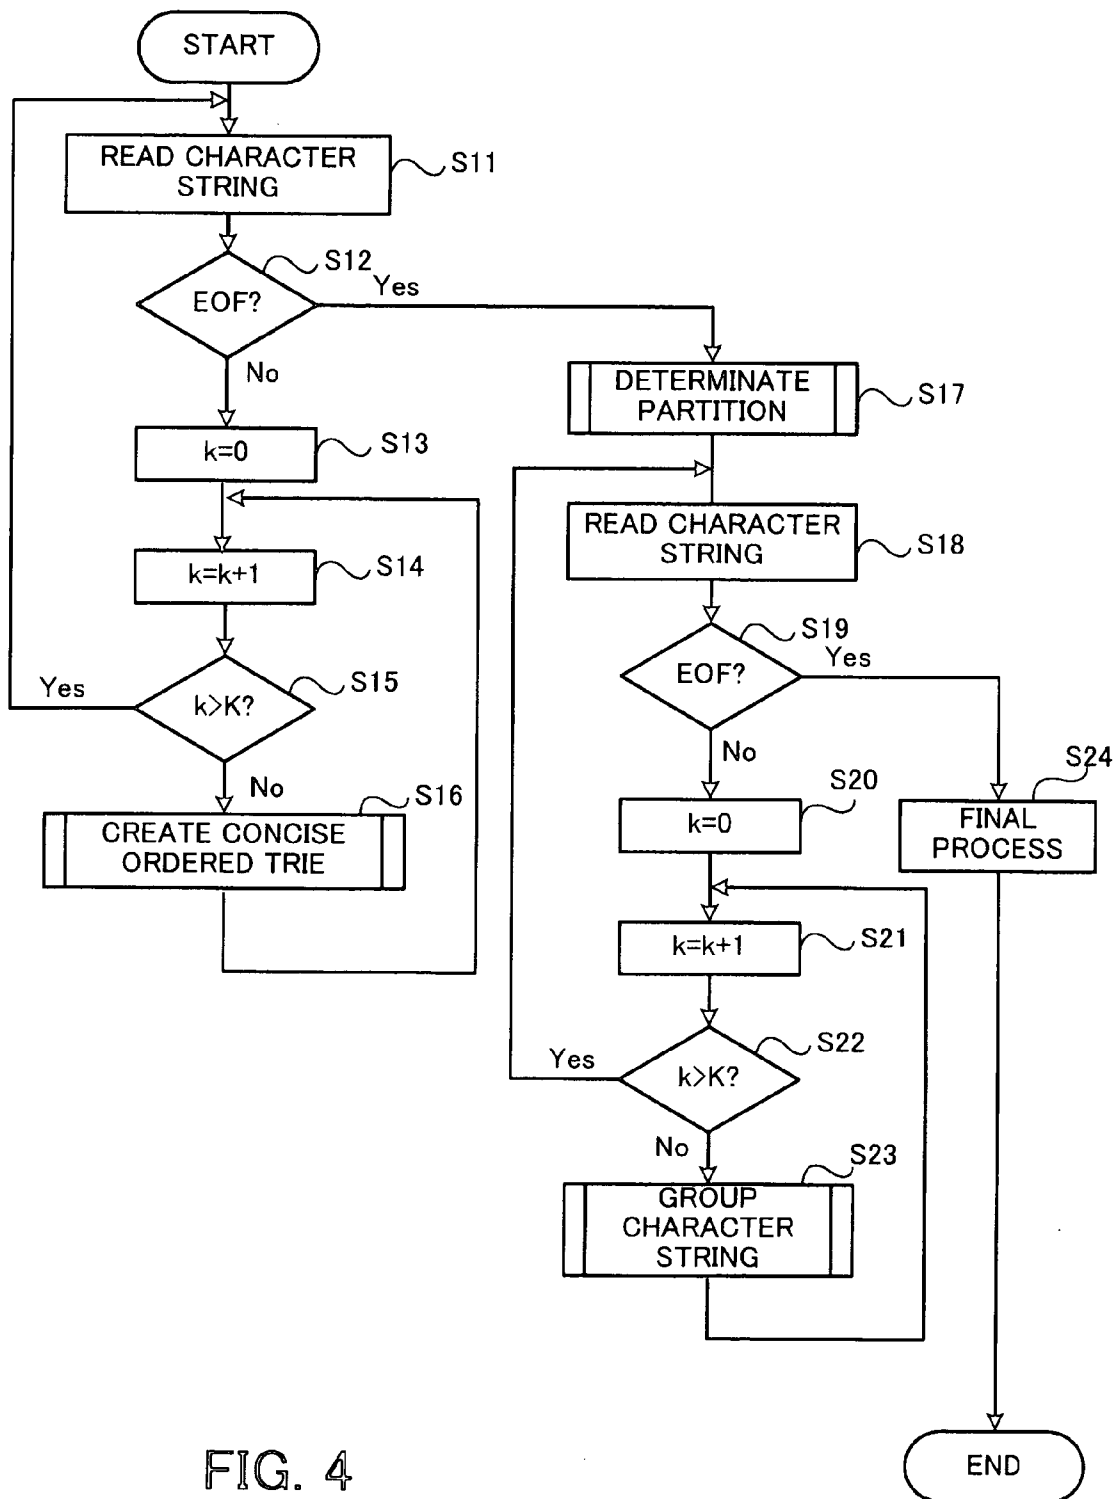 START
READ CHARACTER
STRING
S11
S12
EOF?
Yes
No
k=0
S13
k=k+1
S14
k>K?
S15
Yes
No
S16
CREATE CONCISE
ORDERED TRIE
DETERMINATE
PARTITION
S17
READ CHARACTER
STRING
S18
S19
EOF?
Yes
No
S20
k=0
S24
FINAL
PROCESS
k=k+1
S21
S22
k>K?
Yes
No
S23
GROUP
CHARACTER
STRING
END
FIG. 4